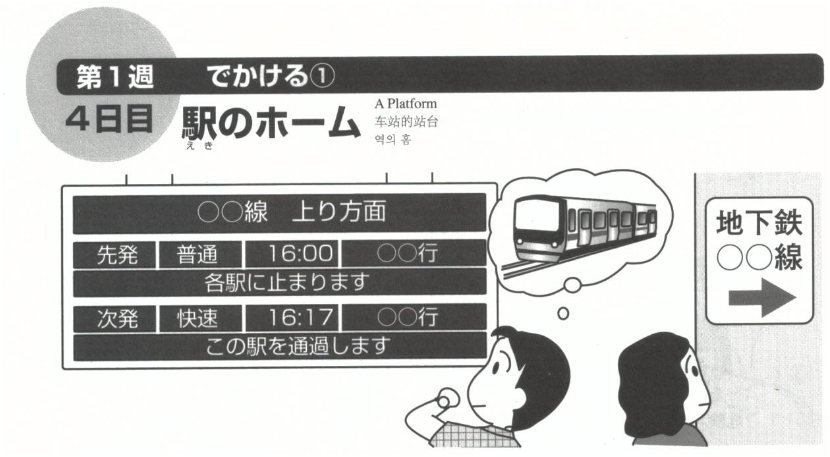 第1週 でかける①
4日目 駅のホーム
えき
A Platform
车站的站台
역의 홈
○○線 上り方面
先発 普通 16:00 ○○行
各駅に止まります
次発 快速 16:17 ○○行
この駅を通過します
地下鉄
○○線